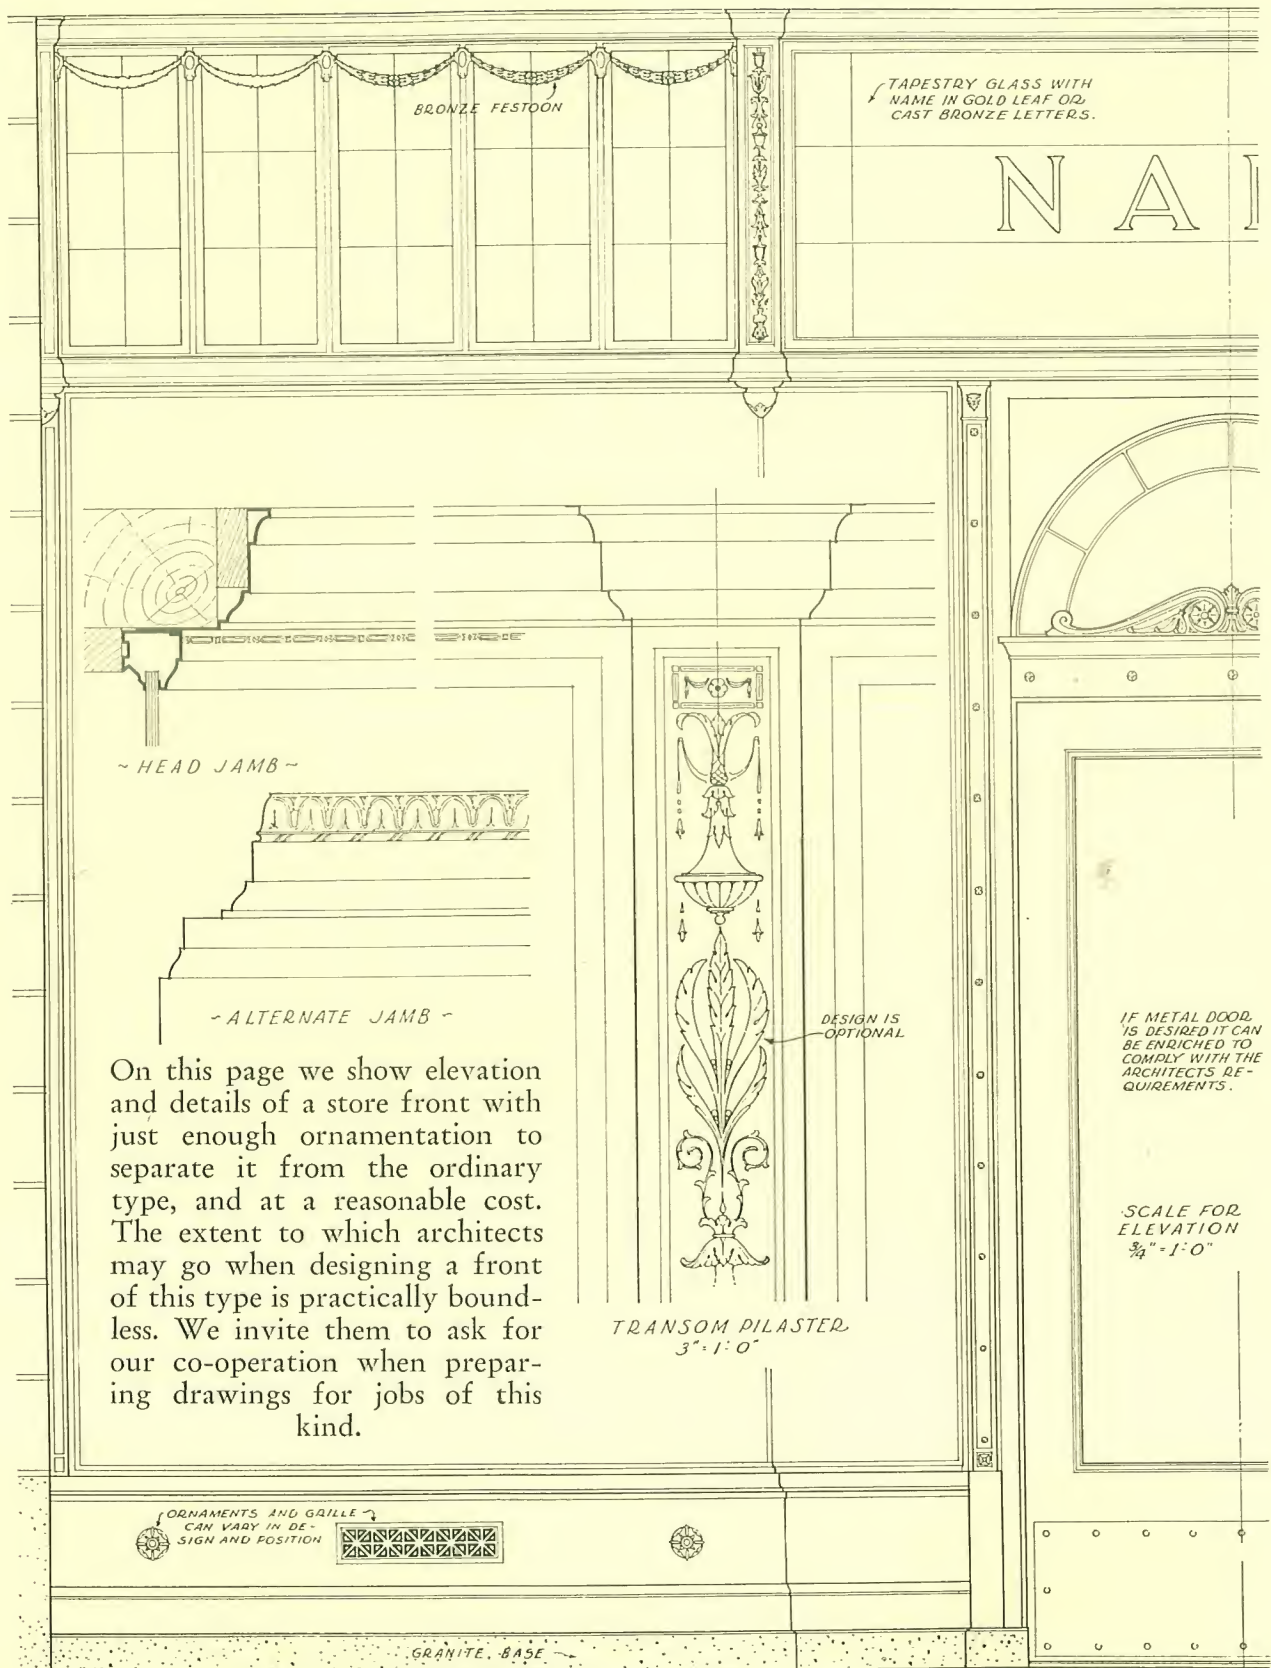 BRONZE FESTOON
TAPESTRY GLASS WITH
NAME IN GOLD LEAF OR
CAST BRONZE LETTERS.
NA
~ HEAD JAMB ~
~ ALTERNATE JAMB ~
On this page we show elevation
and details of a store front with
just enough ornamentation to
separate it from the ordinary
type, and at a reasonable cost.
The extent to which architects
may go when designing a front
of this type is practically bound-
less. We invite them to ask for
our co-operation when prepar-
ing drawings for jobs of this
kind.
DESIGN IS
OPTIONAL
TRANSOM PILASTER
3" = 1'-0"
IF METAL DOOR
IS DESIRED IT CAN
BE ENRICHED TO
COMPLY WITH THE
ARCHITECTS RE-
QUIREMENTS.
SCALE FOR
ELEVATION
3/4" = 1'-0"
ORNAMENTS AND GRILLE
CAN VARY IN DE-
SIGN AND POSITION
GRANITE BASE